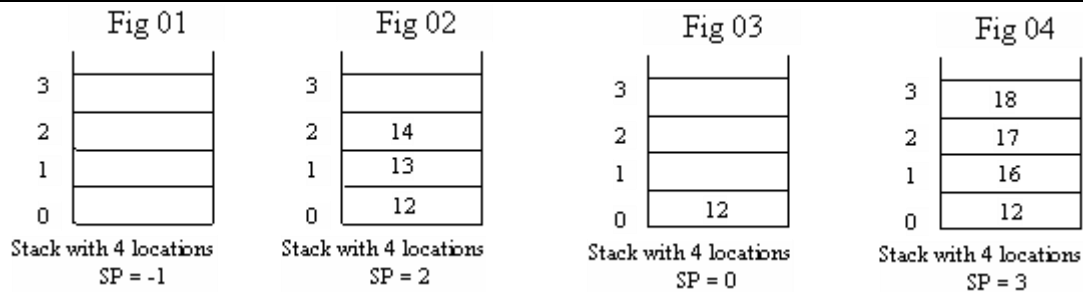 Fig 01
3
2
1
0
Stack with 4 locations
SP = -1
Fig 02
3
2 14
1 13
0 12
Stack with 4 locations
SP = 2
Fig 03
3
2
1
0 12
Stack with 4 locations
SP = 0
Fig 04
3 18
2 17
1 16
0 12
Stack with 4 locations
SP = 3